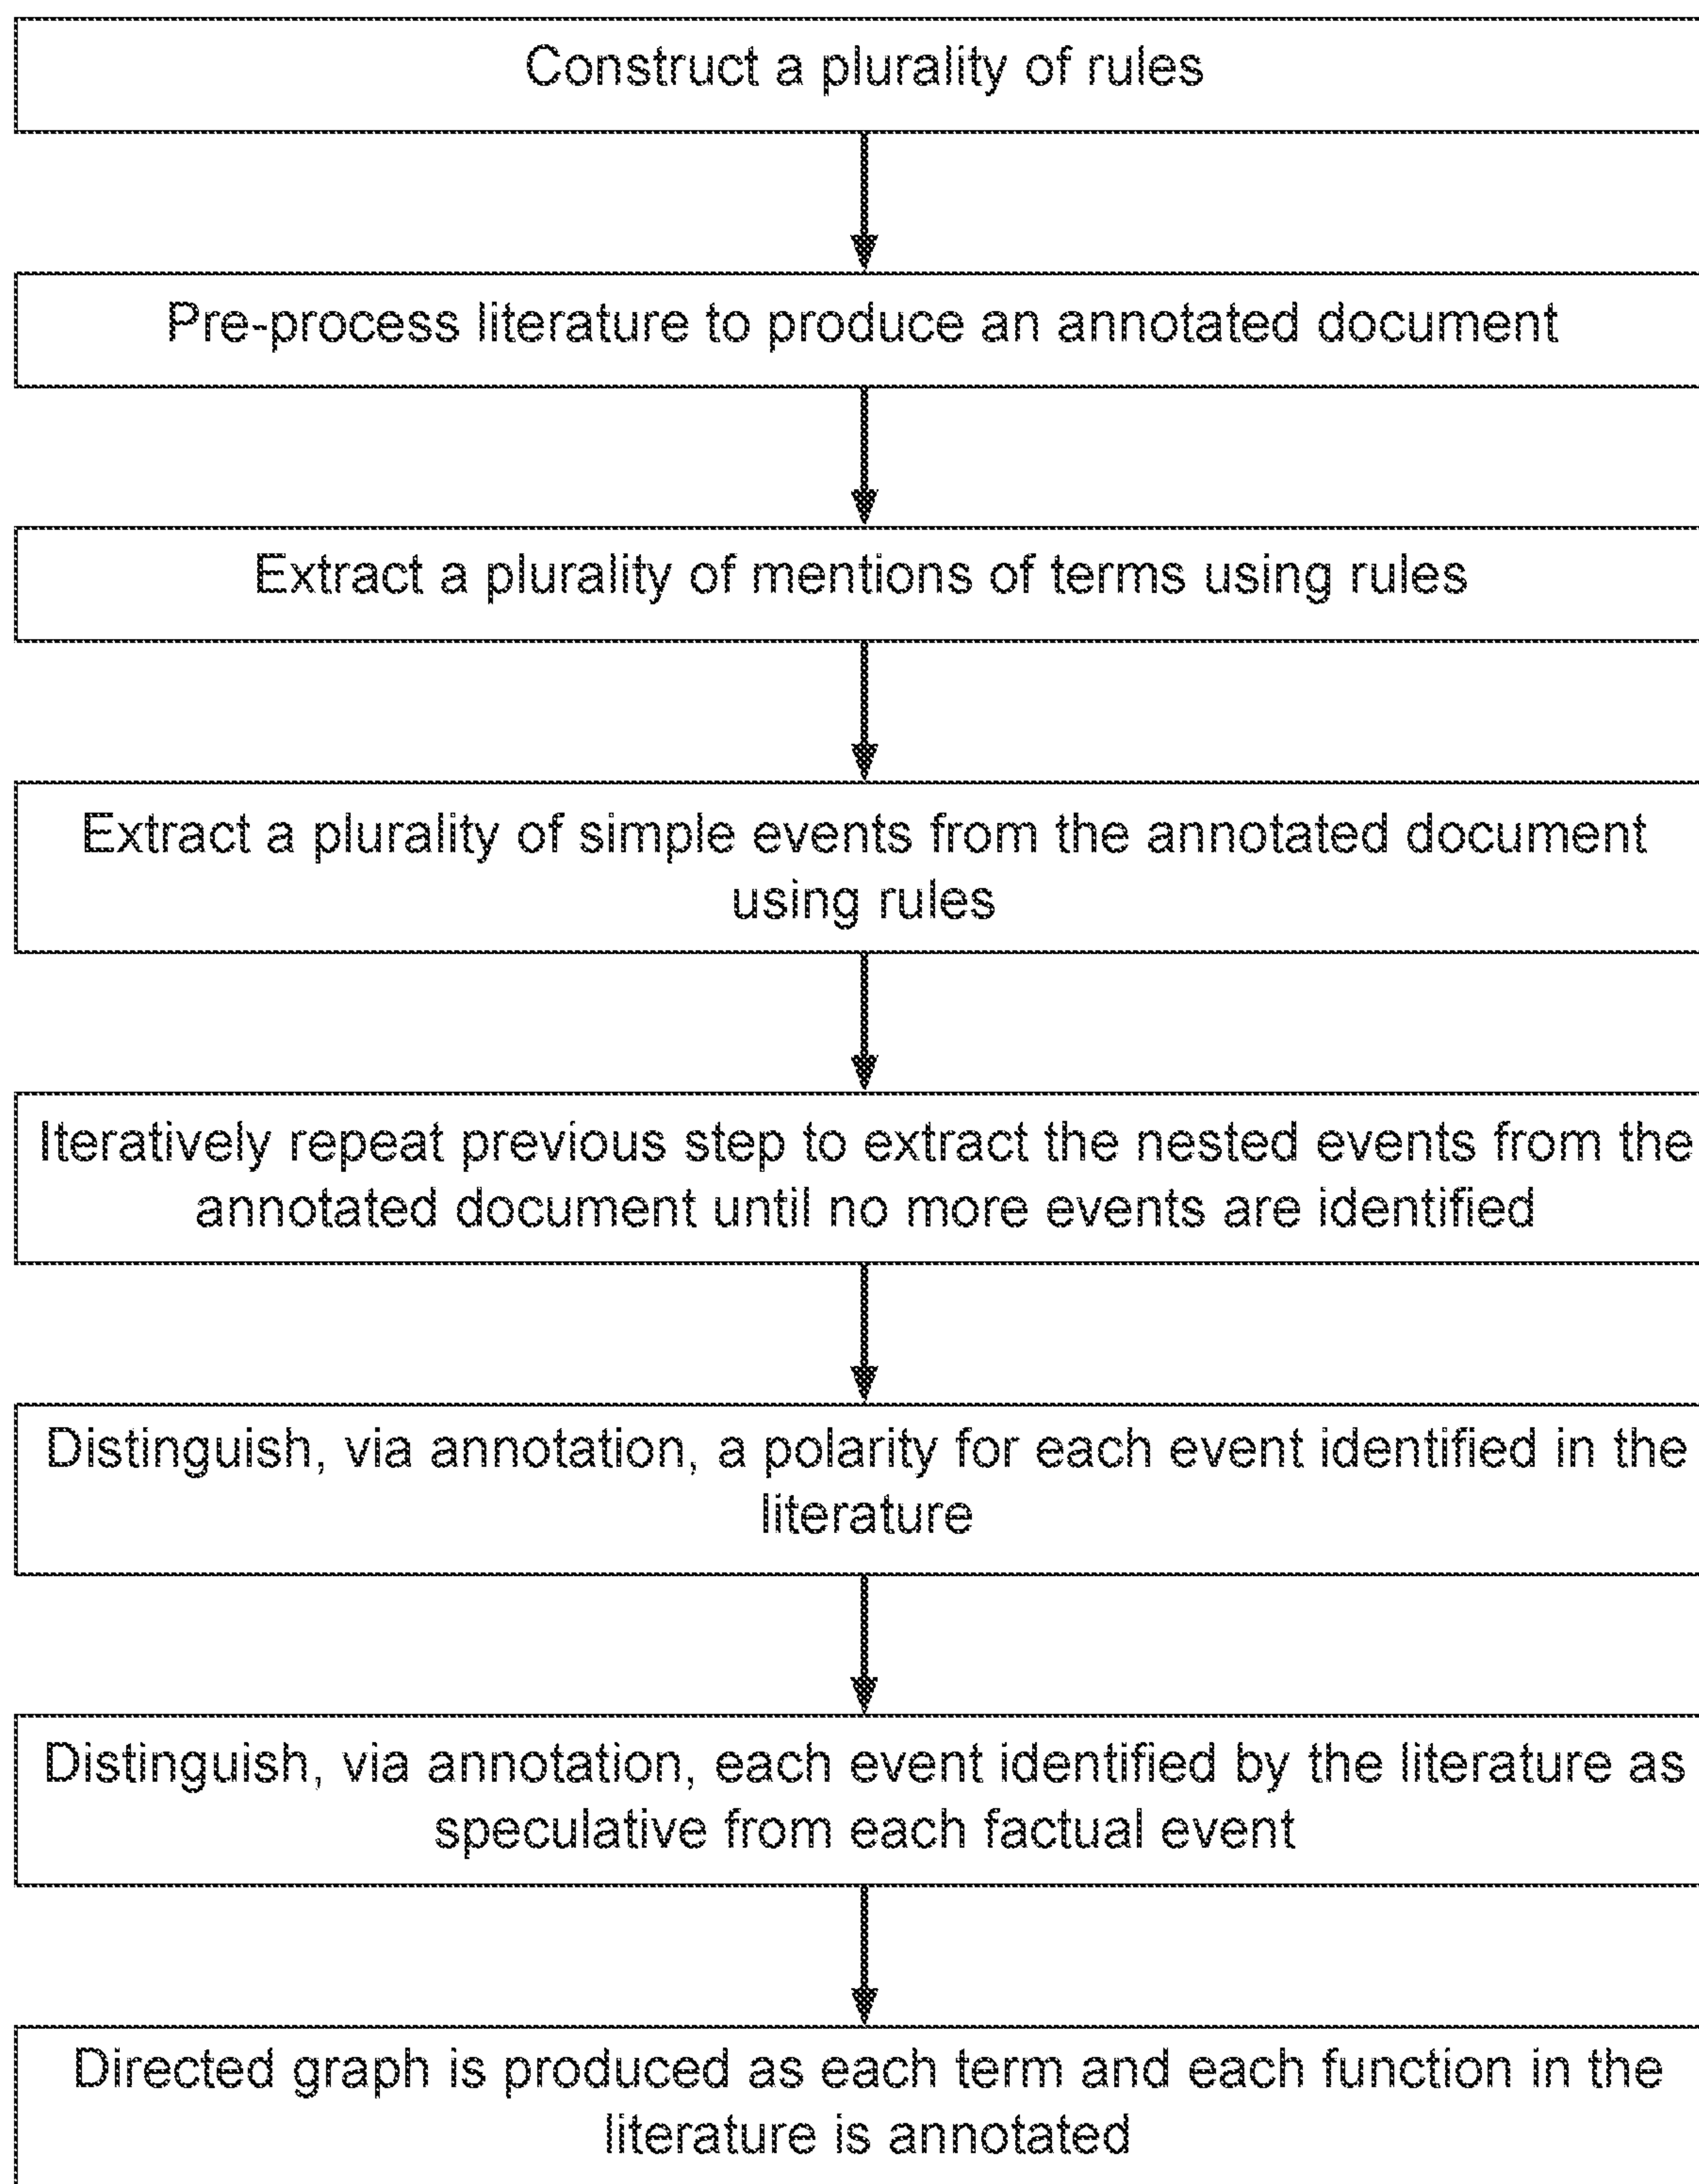 Construct a plurality of rules
Pre-process literature to produce an annotated document
Extract a plurality of mentions of terms using rules
Extract a plurality of simple events from the annotated document
using rules
Iteratively repeat previous step to extract the nested events from the
annotated document until no more events are identified
Distinguish, via annotation, a polarity for each event identified in the
literature
Distinguish, via annotation, each event identified by the literature as
speculative from each factual event
Directed graph is produced as each term and each function in the
literature is annotated